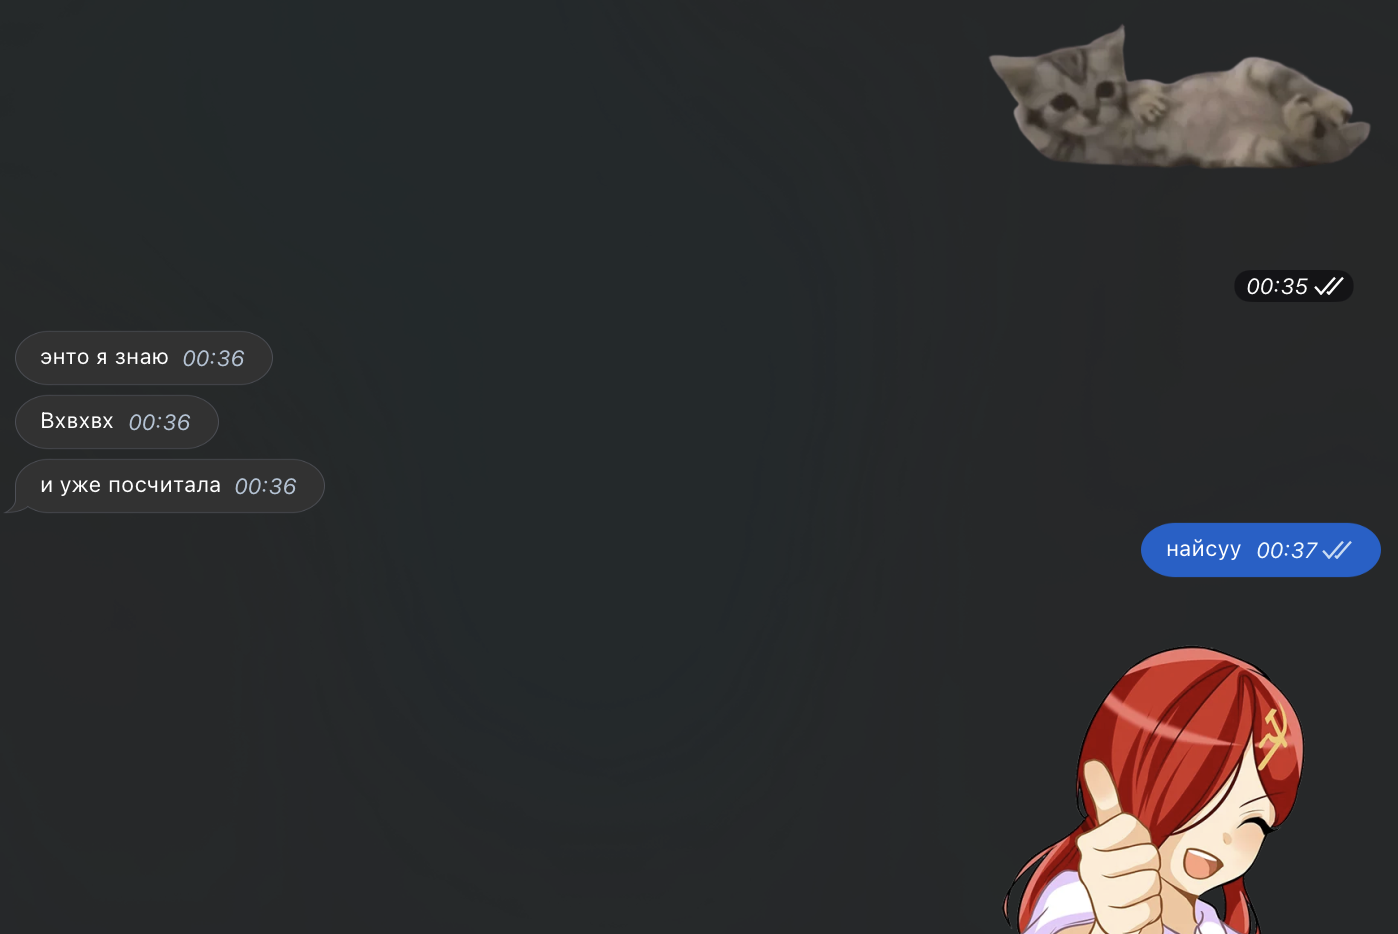 00:35
энто я знаю 00:36
Вхвхвх 00:36
и уже посчитала 00:36
найсуу 00:37